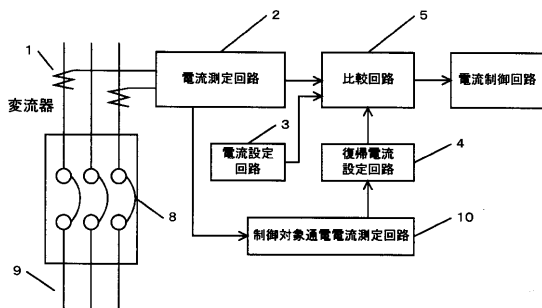 1
2
5
電流測定回路
比較回路
電流制御回路
変流器
3
電流設定
回路
4
復帰電流
設定回路
8
10
制御対象通電電流測定回路
9